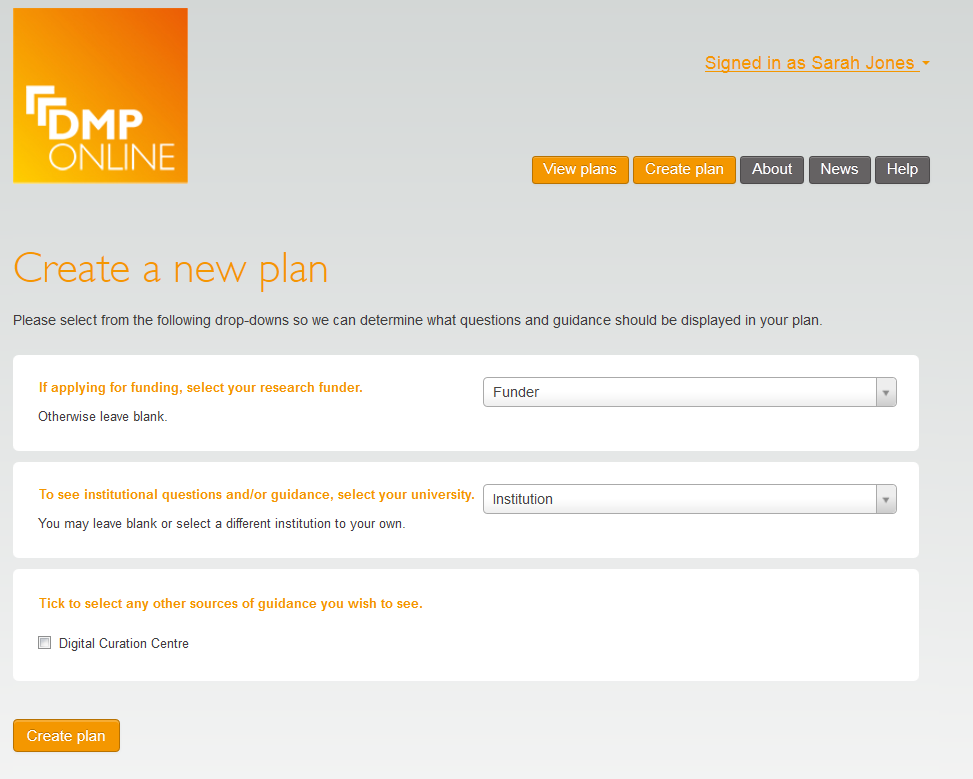 DMP
ONLINE
Signed in as Sarah Jones
View plans
Create plan
About
News
Help
Create a new plan
Please select from the following drop-downs so we can determine what questions and guidance should be displayed in your plan.
If applying for funding, select your research funder.
Funder
Otherwise leave blank.
To see institutional questions and/or guidance, select your university.
Institution
You may leave blank or select a different institution to your own.
Tick to select any other sources of guidance you wish to see.
Digital Curation Centre
Create plan